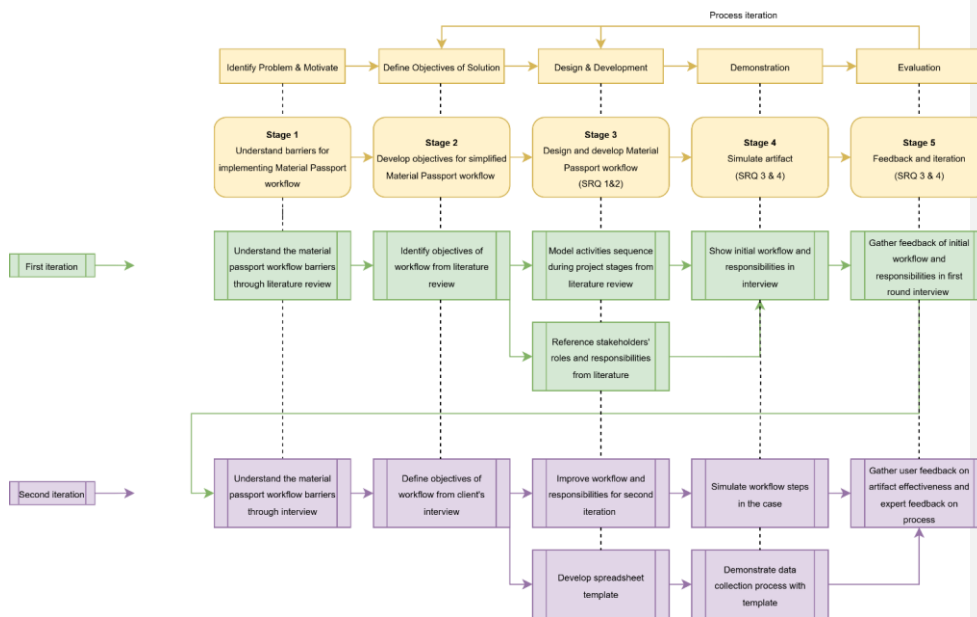 Process iteration
Identify Problem & Motivate
Define Objectives of Solution
Design & Development
Demonstration
Evaluation
Stage 1
Understand barriers for
implementing Material Passport
workflow
Stage 2
Develop objectives for simplified
Material Passport workflow
Stage 3
Design and develop Material
Passport workflow
(SRQ 1&2)
Stage 4
Simulate artifact
(SRQ 3 & 4)
Stage 5
Feedback and iteration
(SRQ 3 & 4)
First iteration
Understand the material
passport workflow barriers
through literature review
Identify objectives of
workflow from literature
review
Model activities sequence
during project stages from
literature review
Show initial workflow and
responsibilities in
interview
Gather feedback of initial
workflow and
responsibilities in first
round interview
Reference stakeholders'
roles and responsibilities
from literature
Second iteration
Understand the material
passport workflow barriers
through interview
Define objectives of
workflow from client's
interview
Improve workflow and
responsibilities for second
iteration
Simulate workflow steps
in the case
Gather user feedback on
artifact effectiveness and
expert feedback on
process
Develop spreadsheet
template
Demonstrate data
collection process with
template